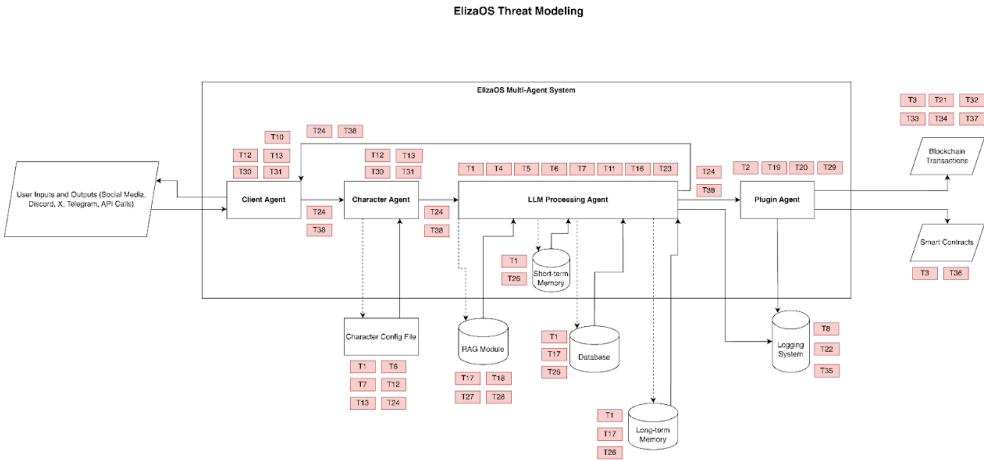 ElizaOS Threat Modeling
ElizaOS Multi-Agent System
T3 T21 T32
T33 T34 T37
Blockchain
Transactions
T10
T24 T38
T12 T13
T30 T31
T12 T13
T30 T31
T1 T4 T5 T6 T7 T11 T16 T23
T24
T38
T2 T19 T20 T29
User Inputs and Outputs (Social Media,
Discord, X, Telegram, API Calls)
Client Agent
T24
T38
Character Agent
T24
T38
LLM Processing Agent
Plugin Agent
Smart Contracts
T3 T36
T1
T26
Short-term
Memory
Character Config File
T1 T6
T7 T12
T13 T24
RAG Module
T17 T18
T27 T28
T1
T17
T26
Database
Logging
System
T8
T22
T35
T1
T17
T26
Long-term
Memory